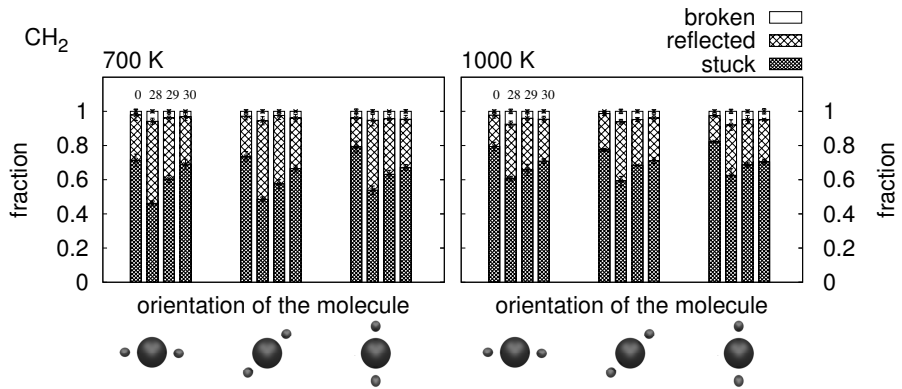 CH2
broken
reflected
stuck
700 K
1000 K
0 28 29 30
0 28 29 30
1
0.8
0.6
0.4
0.2
0
fraction
1
0.8
0.6
0.4
0.2
0
fraction
orientation of the molecule
orientation of the molecule